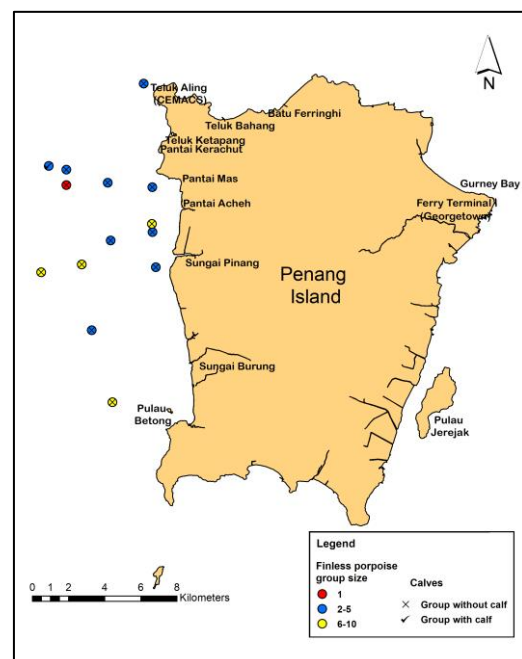 Teluk Aling
(CEMACS)
Batu Ferringhi
Teluk Bahang
Teluk Ketapang
Pantai Kerachut
Pantai Mas
Pantai Acheh
Gurney Bay
Ferry Terminal
(Georgetown)
Sungai Pinang
Penang
Island
Sungai Burung
Pulau
Betong
Pulau
Jerejak
N
0 1 2 4 6 8
Kilometers
Legend
Finless porpoise
group size
1
2-5
6-10
Calves
Group without calf
Group with calf